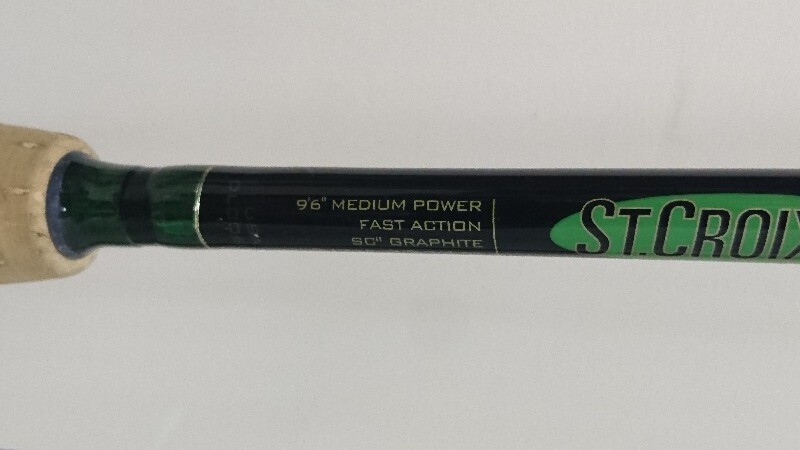 9'6" MEDIUM POWER
FAST ACTION
SC" GRAPHITE
ST.CROIX